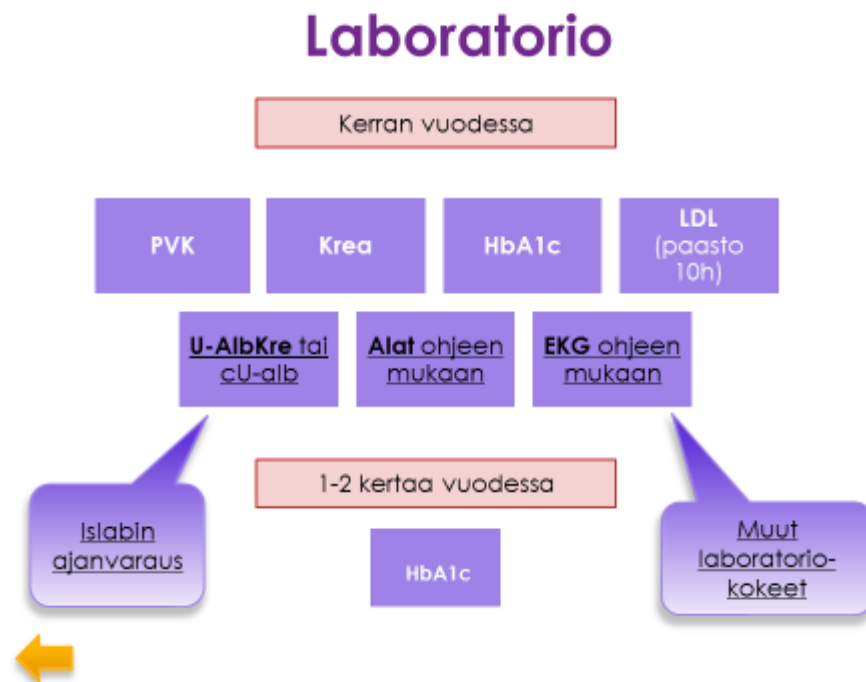 Laboratorio
Kerran vuodessa
PVK
Krea
HbA1c
LDL
(paasto
10h)
U-AlbKre tai
cU-alb
Alat ohjeen
mukaan
EKG ohjeen
mukaan
1-2 kertaa vuodessa
Islabin
ajanvaraus
HbA1c
Muut
laboratorio-
kokeet